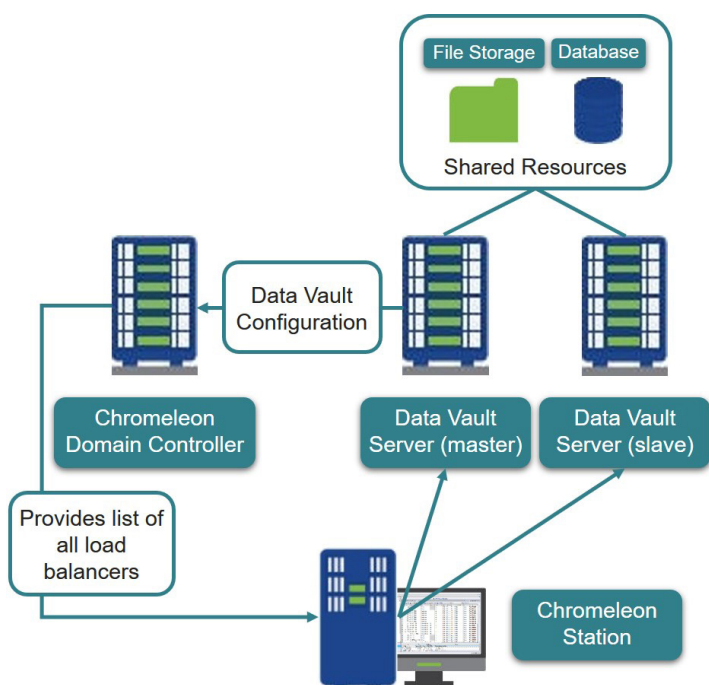 File Storage
Database
Shared Resources
Data Vault
Configuration
Chromeleon
Domain Controller
Data Vault
Server (master)
Data Vault
Server (slave)
Provides list of
all load
balancers
Chromeleon
Station